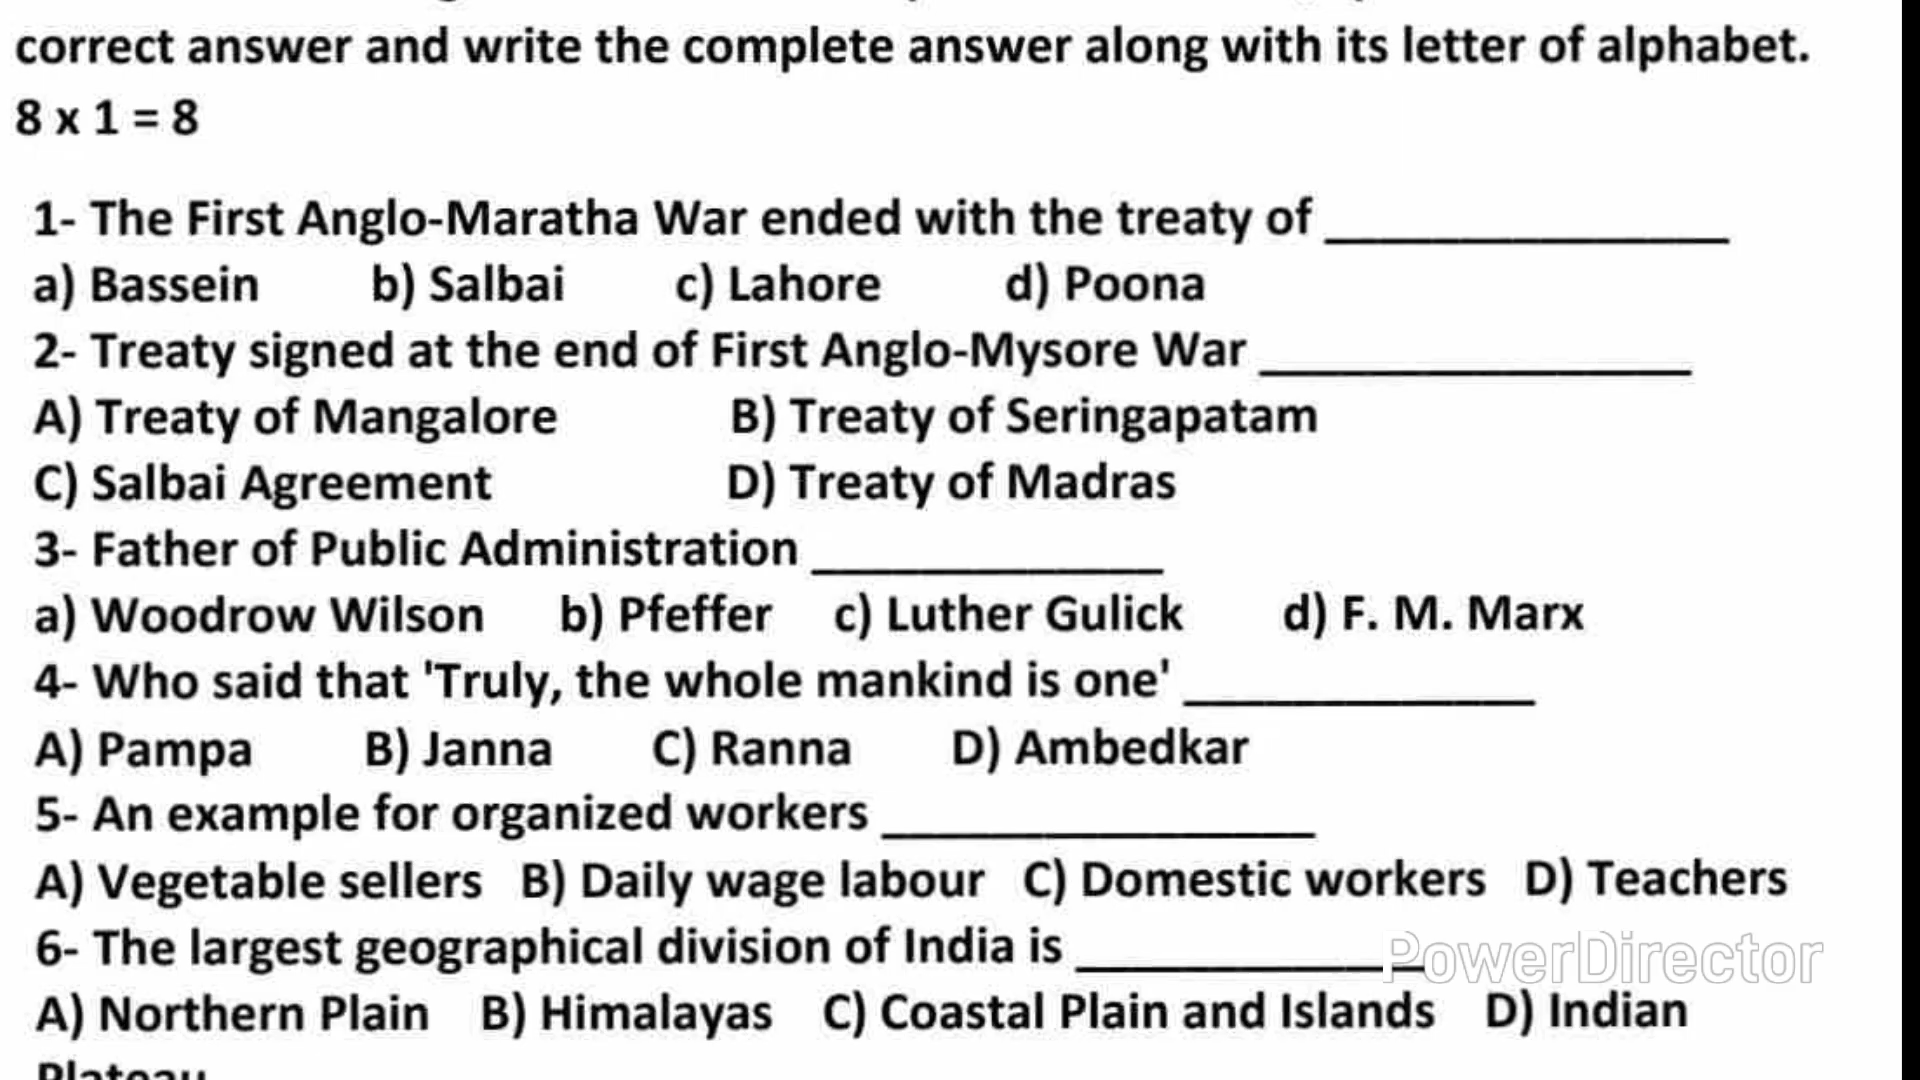 correct answer and write the complete answer along with its letter of alphabet.
8 x 1 = 8
1- The First Anglo-Maratha War ended with the treaty of _______________
a) Bassein b) Salbai c) Lahore d) Poona
2- Treaty signed at the end of First Anglo-Mysore War ________________
A) Treaty of Mangalore B) Treaty of Seringapatam
C) Salbai Agreement D) Treaty of Madras
3- Father of Public Administration _____________
a) Woodrow Wilson b) Pfeffer c) Luther Gulick d) F. M. Marx
4- Who said that 'Truly, the whole mankind is one' _____________
A) Pampa B) Janna C) Ranna D) Ambedkar
5- An example for organized workers ________________
A) Vegetable sellers B) Daily wage labour C) Domestic workers D) Teachers
6- The largest geographical division of India is _____________
PowerDirector
A) Northern Plain B) Himalayas C) Coastal Plain and Islands D) Indian
Plateau